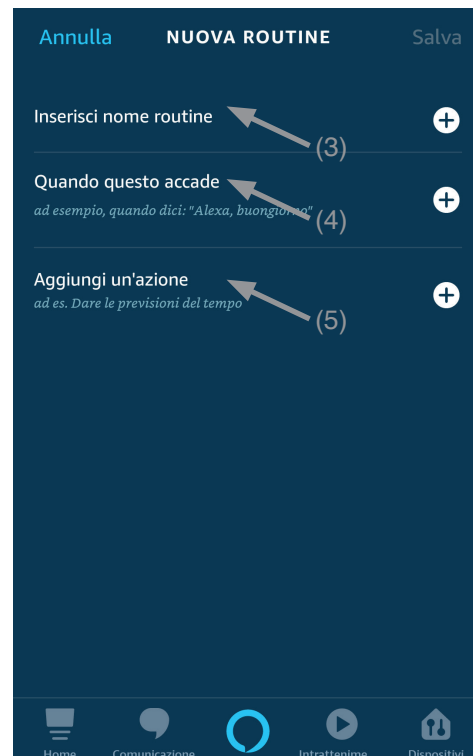 Annulla NUOVA ROUTINE Salva
Inserisci nome routine
(3)
Quando questo accade
ad esempio, quando dici: "Alexa, buongiorno"
(4)
Aggiungi un'azione
ad es. Dare le previsioni del tempo
(5)
Home Comunicazione Intrattenime Dispositivi